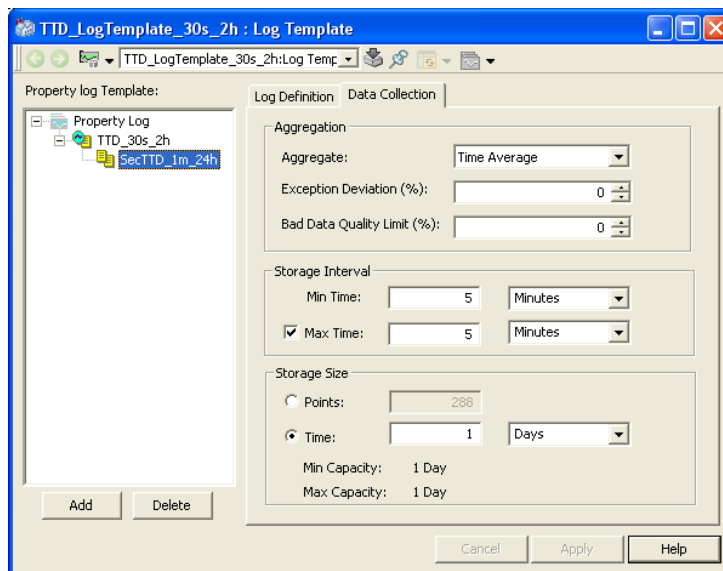 TTD_LogTemplate_30s_2h : Log Template
TTD_LogTemplate_30s_2h:Log Temp
Property log Template:
Property Log
TTD_30s_2h
SecTTD_1m_24h
Add Delete
Log Definition Data Collection
Aggregation
Aggregate: Time Average
Exception Deviation (%): 0
Bad Data Quality Limit (%): 0
Storage Interval
Min Time: 5 Minutes
Max Time: 5 Minutes
Storage Size
Points: 288
Time: 1 Days
Min Capacity: 1 Day
Max Capacity: 1 Day
Cancel Apply Help